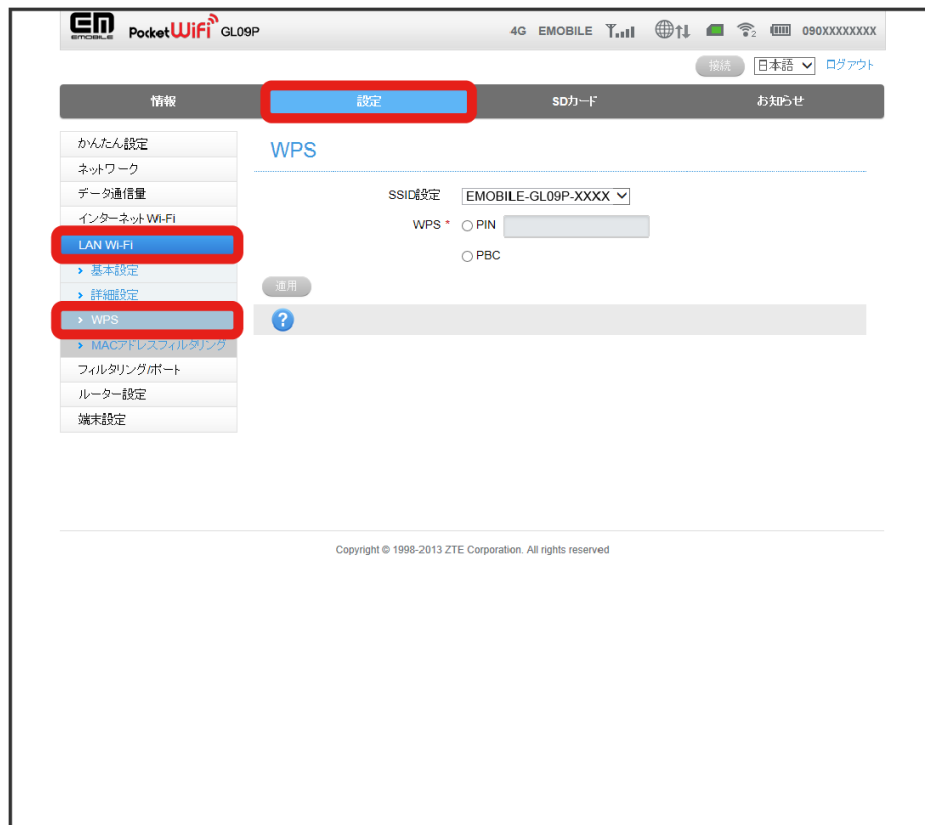 EM
EMOBILE
Pocket WiFi GL09P
4G EMOBILE
2
090XXXXXXXX
接続
日本語
ログアウト
情報
設定
SDカード
お知らせ
かんたん設定
ネットワーク
データ通信量
インターネットWi-Fi
LAN Wi-Fi
基本設定
詳細設定
WPS
MACアドレスフィルタリング
フィルタリング/ポート
ルーター設定
端末設定
WPS
SSID設定 EMOBILE-GL09P-XXXX
WPS * PIN
PBC
適用
?
Copyright © 1998-2013 ZTE Corporation. All rights reserved